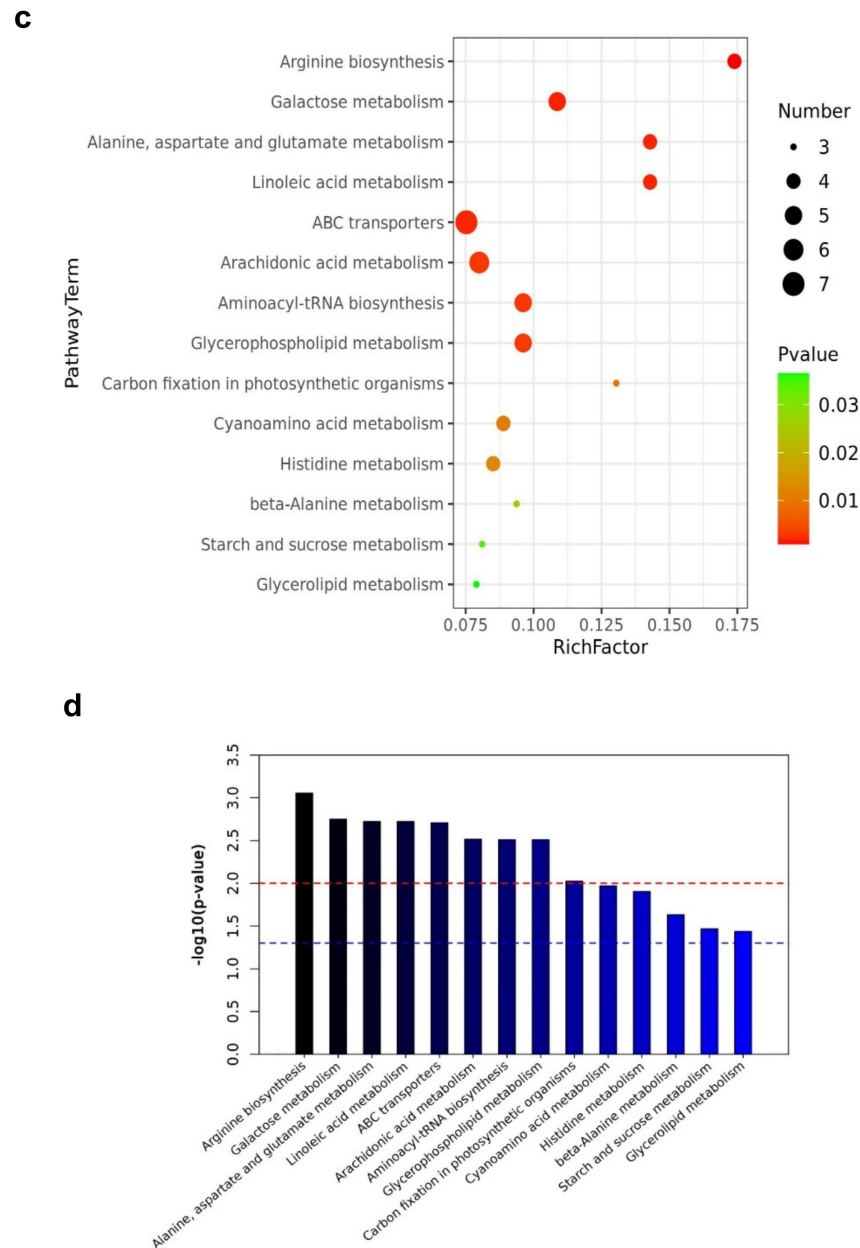 c
Arginine biosynthesis
Galactose metabolism
Alanine, aspartate and glutamate metabolism
Linoleic acid metabolism
ABC transporters
Arachidonic acid metabolism
Aminoacyl-tRNA biosynthesis
Glycerophospholipid metabolism
Carbon fixation in photosynthetic organisms
Cyanoamino acid metabolism
Histidine metabolism
beta-Alanine metabolism
Starch and sucrose metabolism
Glycerolipid metabolism
PathwayTerm
0.075 0.100 0.125 0.150 0.175
RichFactor
Number
3
4
5
6
7
Pvalue
0.03
0.02
0.01
d
3.5
3.0
2.5
2.0
1.5
1.0
0.5
0.0
-log10(p-value)
Arginine biosynthesis
Galactose metabolism
Alanine, aspartate and glutamate metabolism
Linoleic acid metabolism
ABC transporters
Arachidonic acid metabolism
Aminoacyl-tRNA biosynthesis
Glycerophospholipid metabolism
Carbon fixation in photosynthetic organisms
Cyanoamino acid metabolism
Histidine metabolism
beta-Alanine metabolism
Starch and sucrose metabolism
Glycerolipid metabolism